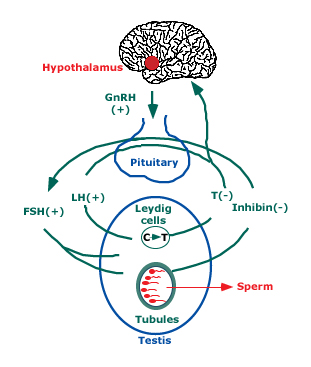 Hypothalamus
GnRH
(+)
Pituitary
FSH(+)
LH(+)
T(-)
Inhibin(-)
Leydig
cells
C T
Sperm
Tubules
Testis